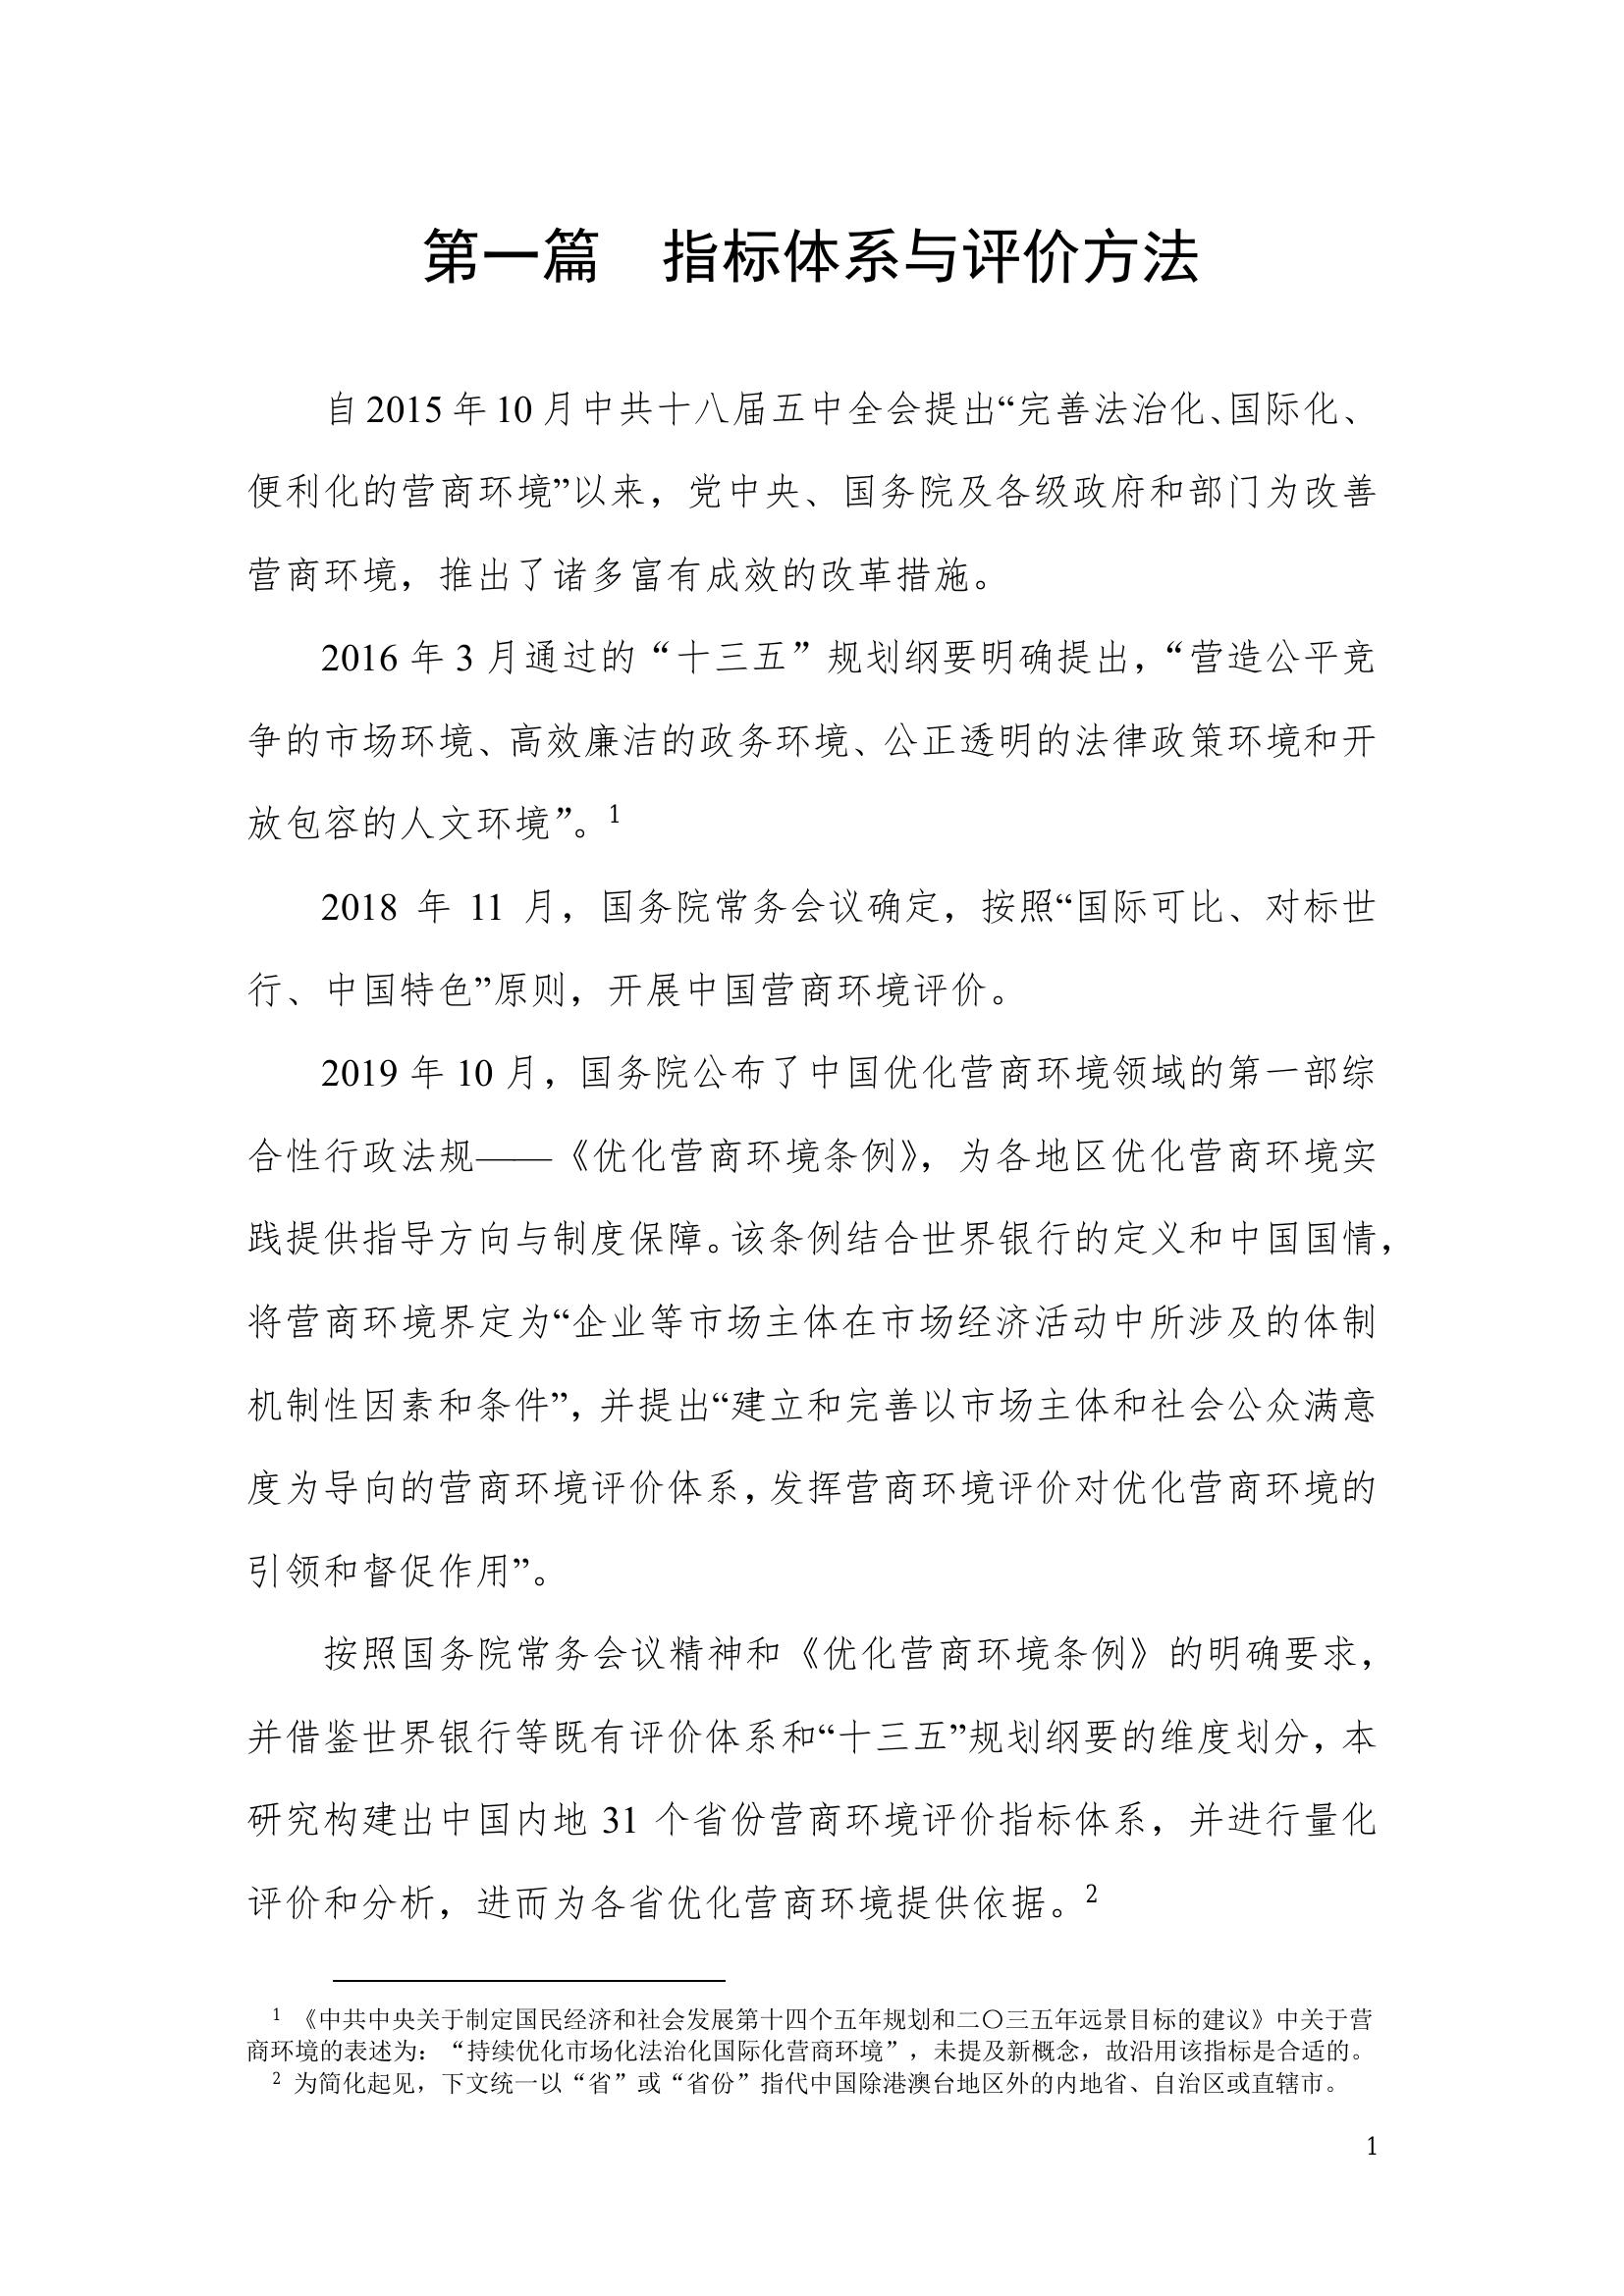 第一篇　指标体系与评价方法
自 2015 年 10 月中共十八届五中全会提出“完善法治化、国际化、
便利化的营商环境”以来，党中央、国务院及各级政府和部门为改善
营商环境，推出了诸多富有成效的改革措施。
2016 年 3 月通过的“十三五”规划纲要明确提出，“营造公平竞
争的市场环境、高效廉洁的政务环境、公正透明的法律政策环境和开
放包容的人文环境”。1
2018 年 11 月，国务院常务会议确定，按照“国际可比、对标世
行、中国特色”原则，开展中国营商环境评价。
2019 年 10 月，国务院公布了中国优化营商环境领域的第一部综
合性行政法规——《优化营商环境条例》，为各地区优化营商环境实
践提供指导方向与制度保障。该条例结合世界银行的定义和中国国情，
将营商环境界定为“企业等市场主体在市场经济活动中所涉及的体制
机制性因素和条件”，并提出“建立和完善以市场主体和社会公众满意
度为导向的营商环境评价体系，发挥营商环境评价对优化营商环境的
引领和督促作用”。
按照国务院常务会议精神和《优化营商环境条例》的明确要求，
并借鉴世界银行等既有评价体系和“十三五”规划纲要的维度划分，本
研究构建出中国内地 31 个省份营商环境评价指标体系，并进行量化
评价和分析，进而为各省优化营商环境提供依据。2
1 《中共中央关于制定国民经济和社会发展第十四个五年规划和二〇三五年远景目标的建议》中关于营
商环境的表述为：“持续优化市场化法治化国际化营商环境”，未提及新概念，故沿用该指标是合适的。
2 为简化起见，下文统一以“省”或“省份”指代中国除港澳台地区外的内地省、自治区或直辖市。
1